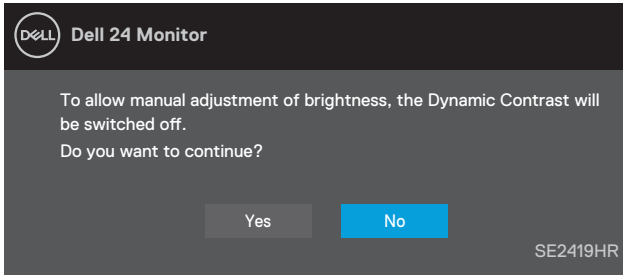 DELL Dell 24 Monitor
To allow manual adjustment of brightness, the Dynamic Contrast will
be switched off.
Do you want to continue?
Yes No
SE2419HR